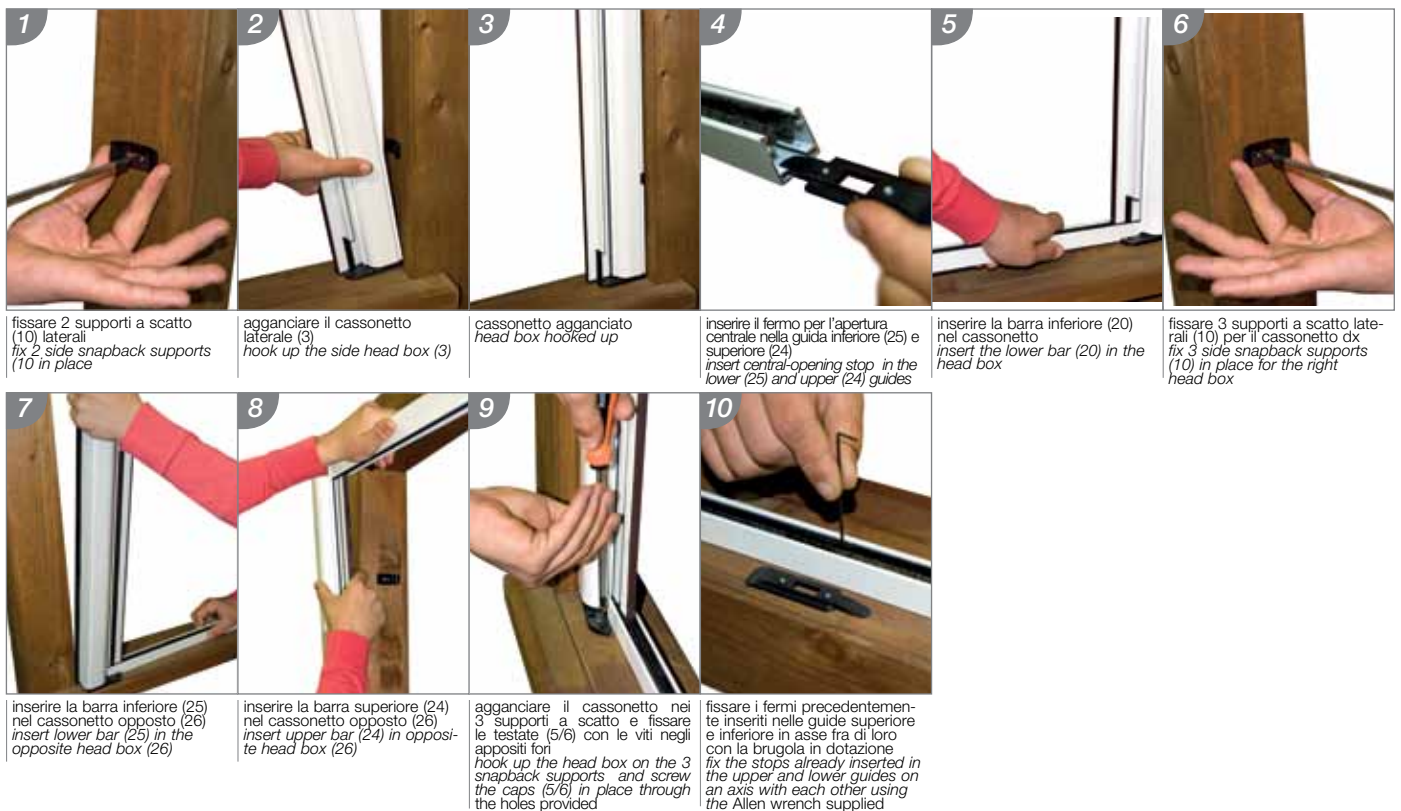 1
fissare 2 supporti a scatto
(10) laterali
fix 2 side snapback supports
(10 in place
2
agganciare il cassonetto
laterale (3)
hook up the side head box (3)
3
cassonetto agganciato
head box hooked up
4
inserire il fermo per l'apertura
centrale nella guida inferiore (25) e
superiore (24)
insert central-opening stop in the
lower (25) and upper (24) guides
5
inserire la barra inferiore (20)
nel cassonetto
insert the lower bar (20) in the
head box
6
fissare 3 supporti a scatto late-
rali (10) per il cassonetto dx
fix 3 side snapback supports
(10) in place for the right
head box
7
inserire la barra inferiore (25)
nel cassonetto opposto (26)
insert lower bar (25) in the
opposite head box (26)
8
inserire la barra superiore (24)
nel cassonetto opposto (26)
insert upper bar (24) in opposi-
te head box (26)
9
agganciare il cassonetto nei
3 supporti a scatto e fissare
le testate (5/6) con le viti negli
appositi fori
hook up the head box on the 3
snapback supports and screw
the caps (5/6) in place through
the holes provided
10
fissare i fermi precedentemen-
te inseriti nelle guide superiore
e inferiore in asse fra di loro
con la brugola in dotazione
fix the stops already inserted in
the upper and lower guides on
an axis with each other using
the Allen wrench supplied